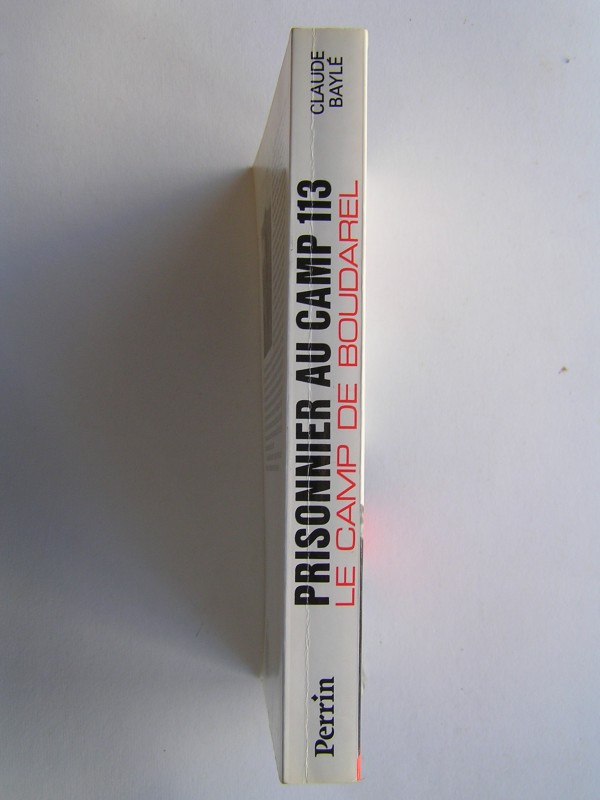 CLAUDE
BAYLÉ
PRISONNIER AU CAMP 113
LE CAMP DE BOUDAREL
Perrin